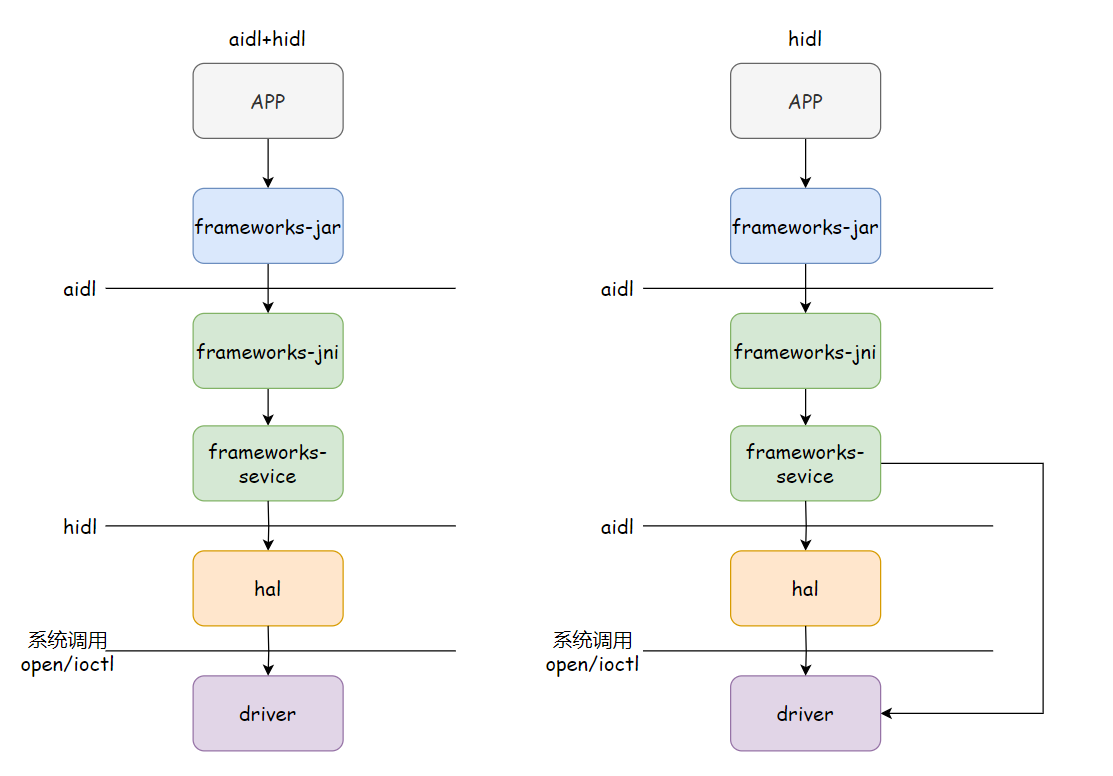 aidl+hidl
APP
frameworks-jar
aidl
frameworks-jni
frameworks-
sevice
hidl
hal
系统调用
open/ioctl
driver
hidl
APP
frameworks-jar
aidl
frameworks-jni
frameworks-
sevice
aidl
hal
系统调用
open/ioctl
driver